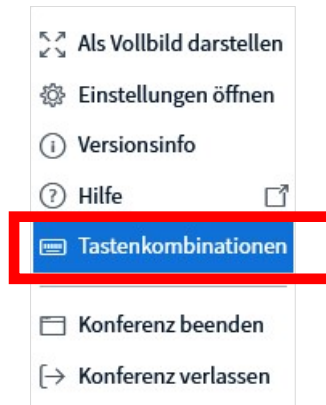 Als Vollbild darstellen
Einstellungen öffnen
Versionsinfo
Hilfe
Tastenkombinationen
Konferenz beenden
Konferenz verlassen